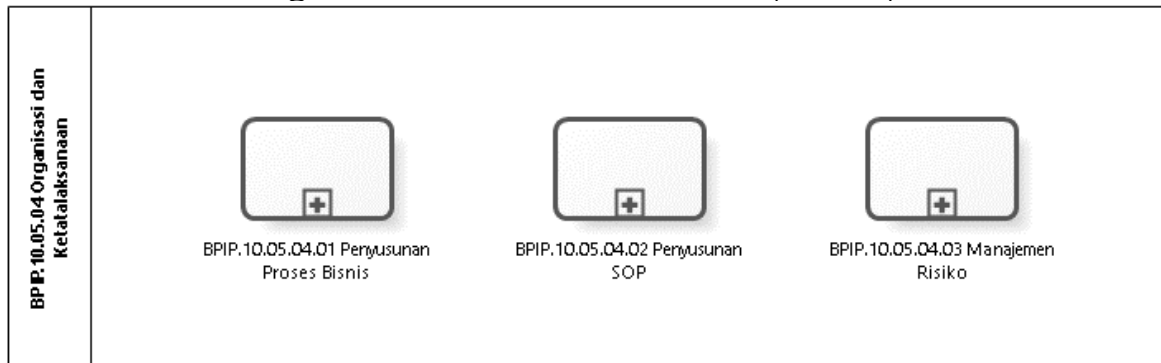 BPIP.10.05.04 Organisasi dan
Ketatalaksanaan
BPIP.10.05.04.01 Penyusunan
Proses Bisnis
BPIP.10.05.04.02 Penyusunan
SOP
BPIP.10.05.04.03 Manajemen
Risiko